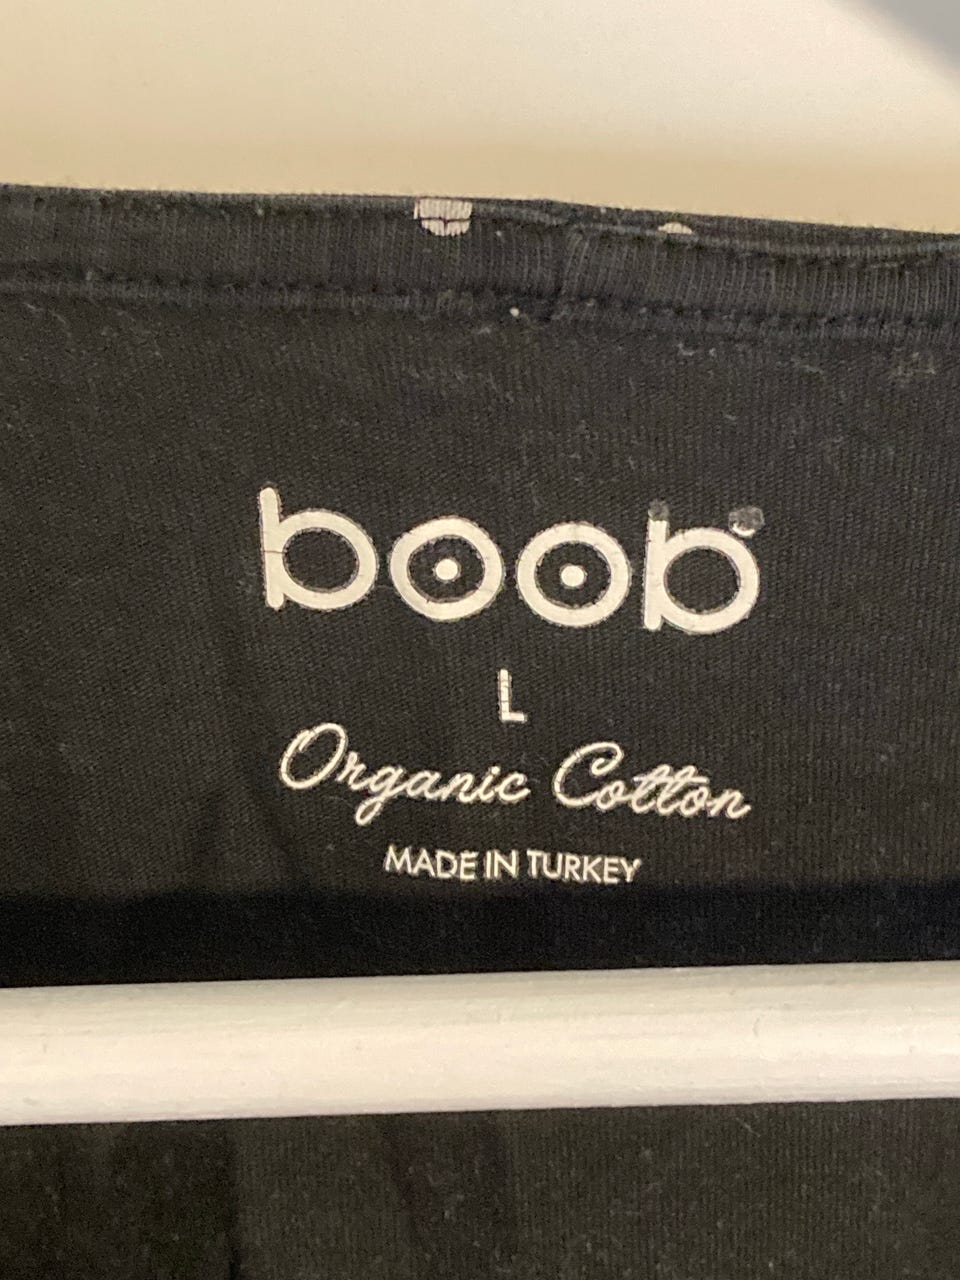 boob
L
Organic Cotton
MADE IN TURKEY